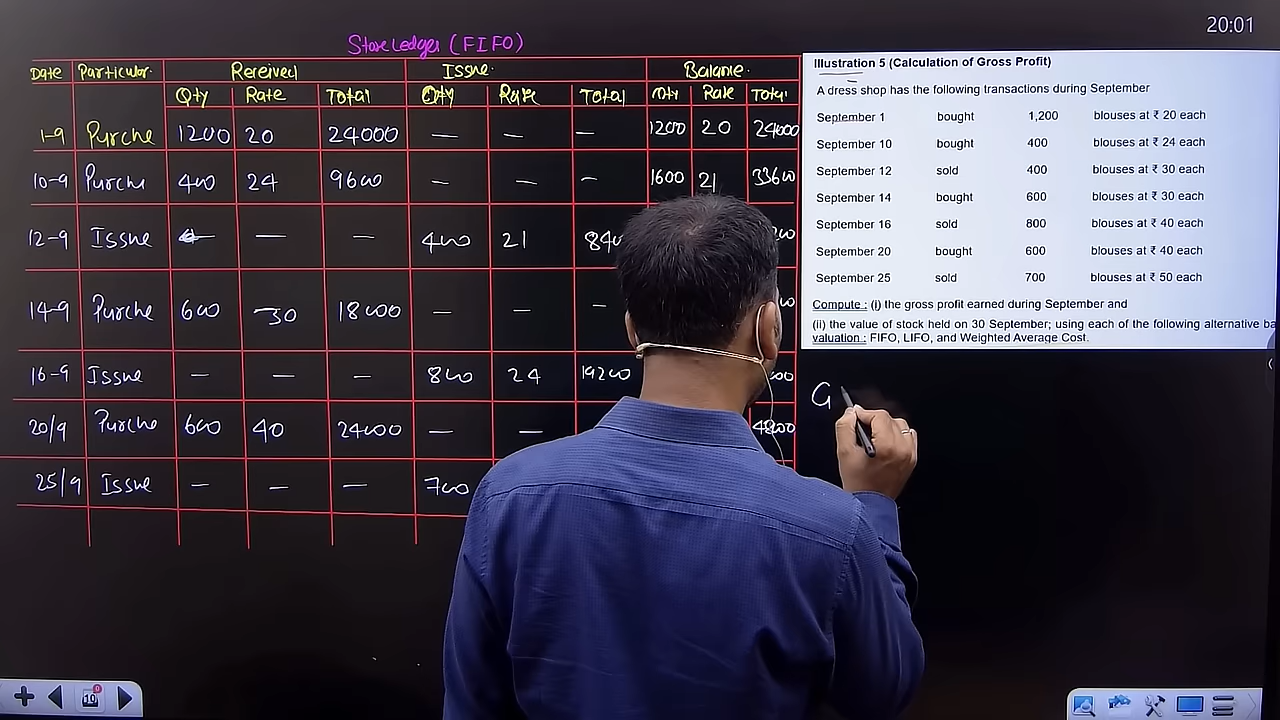 20:01
Store Ledger (FIFO)
Date Particular Received Issue Balance
Qty Rate Total Qty Rate Total Qty Rate Total
1-9 Purche 1200 20 24000 — — — 1200 20 24000
10-9 Purche 400 24 9600 — — — 1600 21 33600
12-9 Issue — — — 400 21 840
14-9 Purche 600 30 18000 — — —
16-9 Issue — — — 800 24 19200
20/9 Purche 600 40 24000 — — 48000
25/9 Issue — — — 700
Illustration 5 (Calculation of Gross Profit)
A dress shop has the following transactions during September
September 1 bought 1,200 blouses at ₹ 20 each
September 10 bought 400 blouses at ₹ 24 each
September 12 sold 400 blouses at ₹ 30 each
September 14 bought 600 blouses at ₹ 30 each
September 16 sold 800 blouses at ₹ 40 each
September 20 bought 600 blouses at ₹ 40 each
September 25 sold 700 blouses at ₹ 50 each
Compute : (i) the gross profit earned during September and
(ii) the value of stock held on 30 September; using each of the following alternative ba
valuation : FIFO, LIFO, and Weighted Average Cost.
G
10